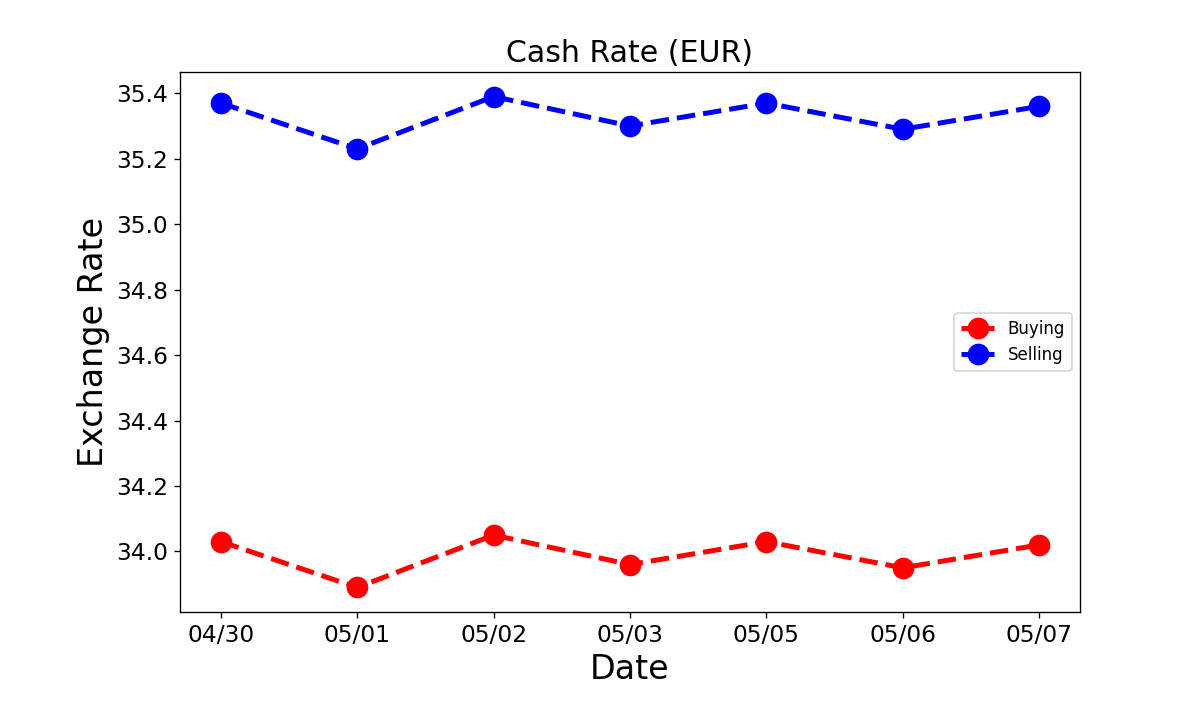 Cash Rate (EUR)
Exchange Rate
35.4
35.2
35.0
34.8
34.6
34.4
34.2
34.0
Buying
Selling
04/30 05/01 05/02 05/03 05/05 05/06 05/07
Date